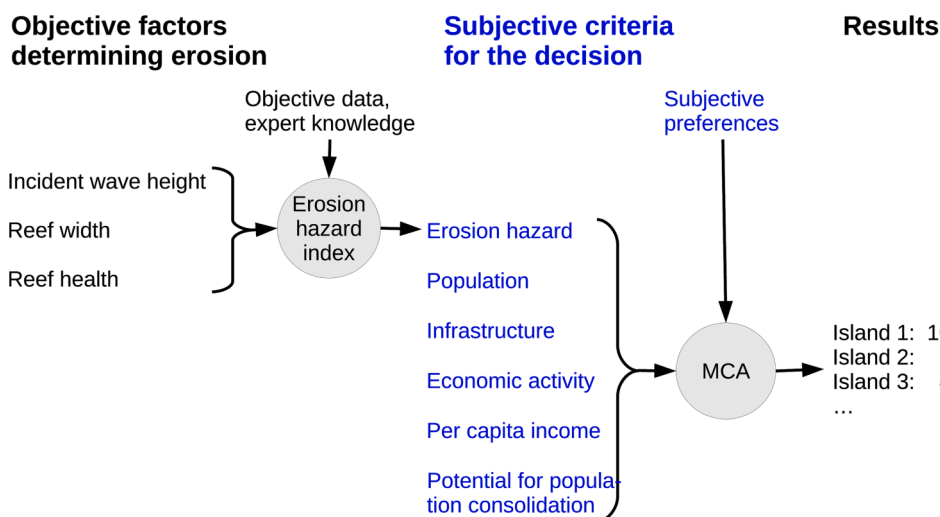 Objective factors
determining erosion
Subjective criteria
for the decision
Results
Objective data,
expert knowledge
Subjective
preferences
Incident wave height
Reef width
Reef health
Erosion
hazard
index
Erosion hazard
Population
Infrastructure
Economic activity
Per capita income
Potential for popula-
tion consolidation
MCA
Island 1:
Island 2:
Island 3:
...